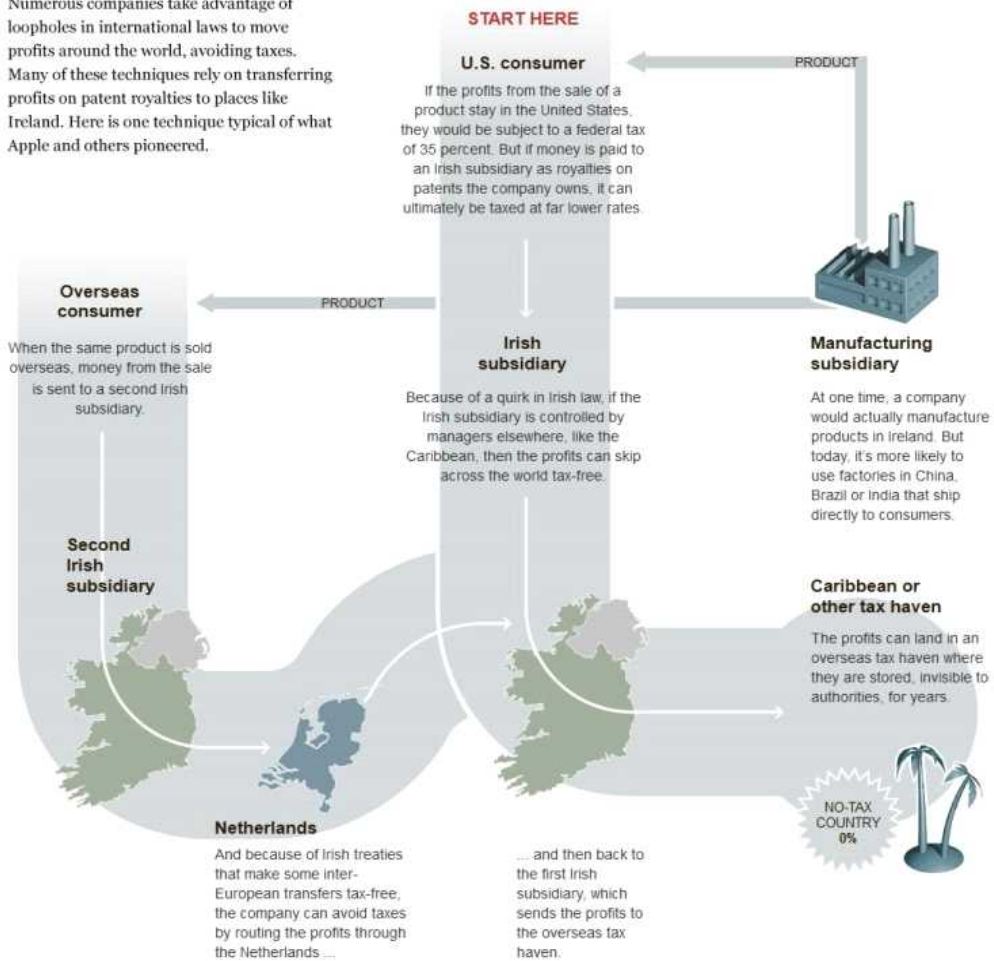 Numerous companies take advantage of
loopholes in international laws to move
profits around the world, avoiding taxes.
Many of these techniques rely on transferring
profits on patent royalties to places like
Ireland. Here is one technique typical of what
Apple and others pioneered.
START HERE
U.S. consumer
If the profits from the sale of a
product stay in the United States,
they would be subject to a federal tax
of 35 percent. But if money is paid to
an Irish subsidiary as royalties on
patents the company owns, it can
ultimately be taxed at far lower rates.
PRODUCT
Overseas
consumer
When the same product is sold
overseas, money from the sale
is sent to a second Irish
subsidiary.
PRODUCT
Irish
subsidiary
Because of a quirk in Irish law, if the
Irish subsidiary is controlled by
managers elsewhere, like the
Caribbean, then the profits can skip
across the world tax-free.
Manufacturing
subsidiary
At one time, a company
would actually manufacture
products in Ireland. But
today, it's more likely to
use factories in China,
Brazil or India that ship
directly to consumers.
Second
Irish
subsidiary
Caribbean or
other tax haven
The profits can land in an
overseas tax haven where
they are stored, invisible to
authorities, for years.
NO-TAX
COUNTRY
0%
Netherlands
And because of Irish treaties
that make some inter-
European transfers tax-free,
the company can avoid taxes
by routing the profits through
the Netherlands ...
... and then back to
the first Irish
subsidiary, which
sends the profits to
the overseas tax
haven.